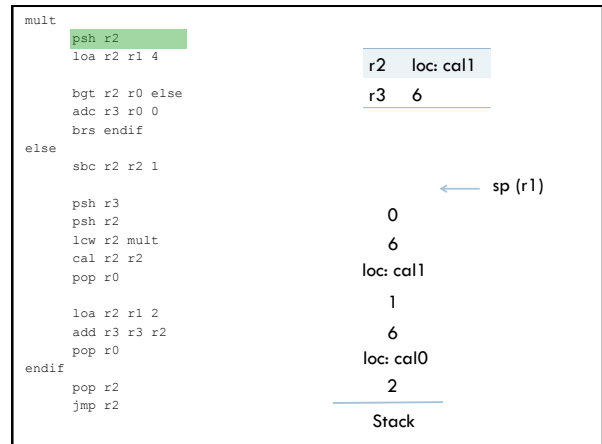 mult
psh r2
loa r2 r1 4
bgt r2 r0 else
adc r3 r0 0
brs endif
else
sbc r2 r2 1
psh r3
psh r2
lcw r2 mult
cal r2 r2
pop r0
loa r2 r1 2
add r3 r3 r2
pop r0
endif
pop r2
jmp r2
r2 loc: cal1
r3 6
sp (r1)
0
6
loc: cal1
1
6
loc: cal0
2
Stack